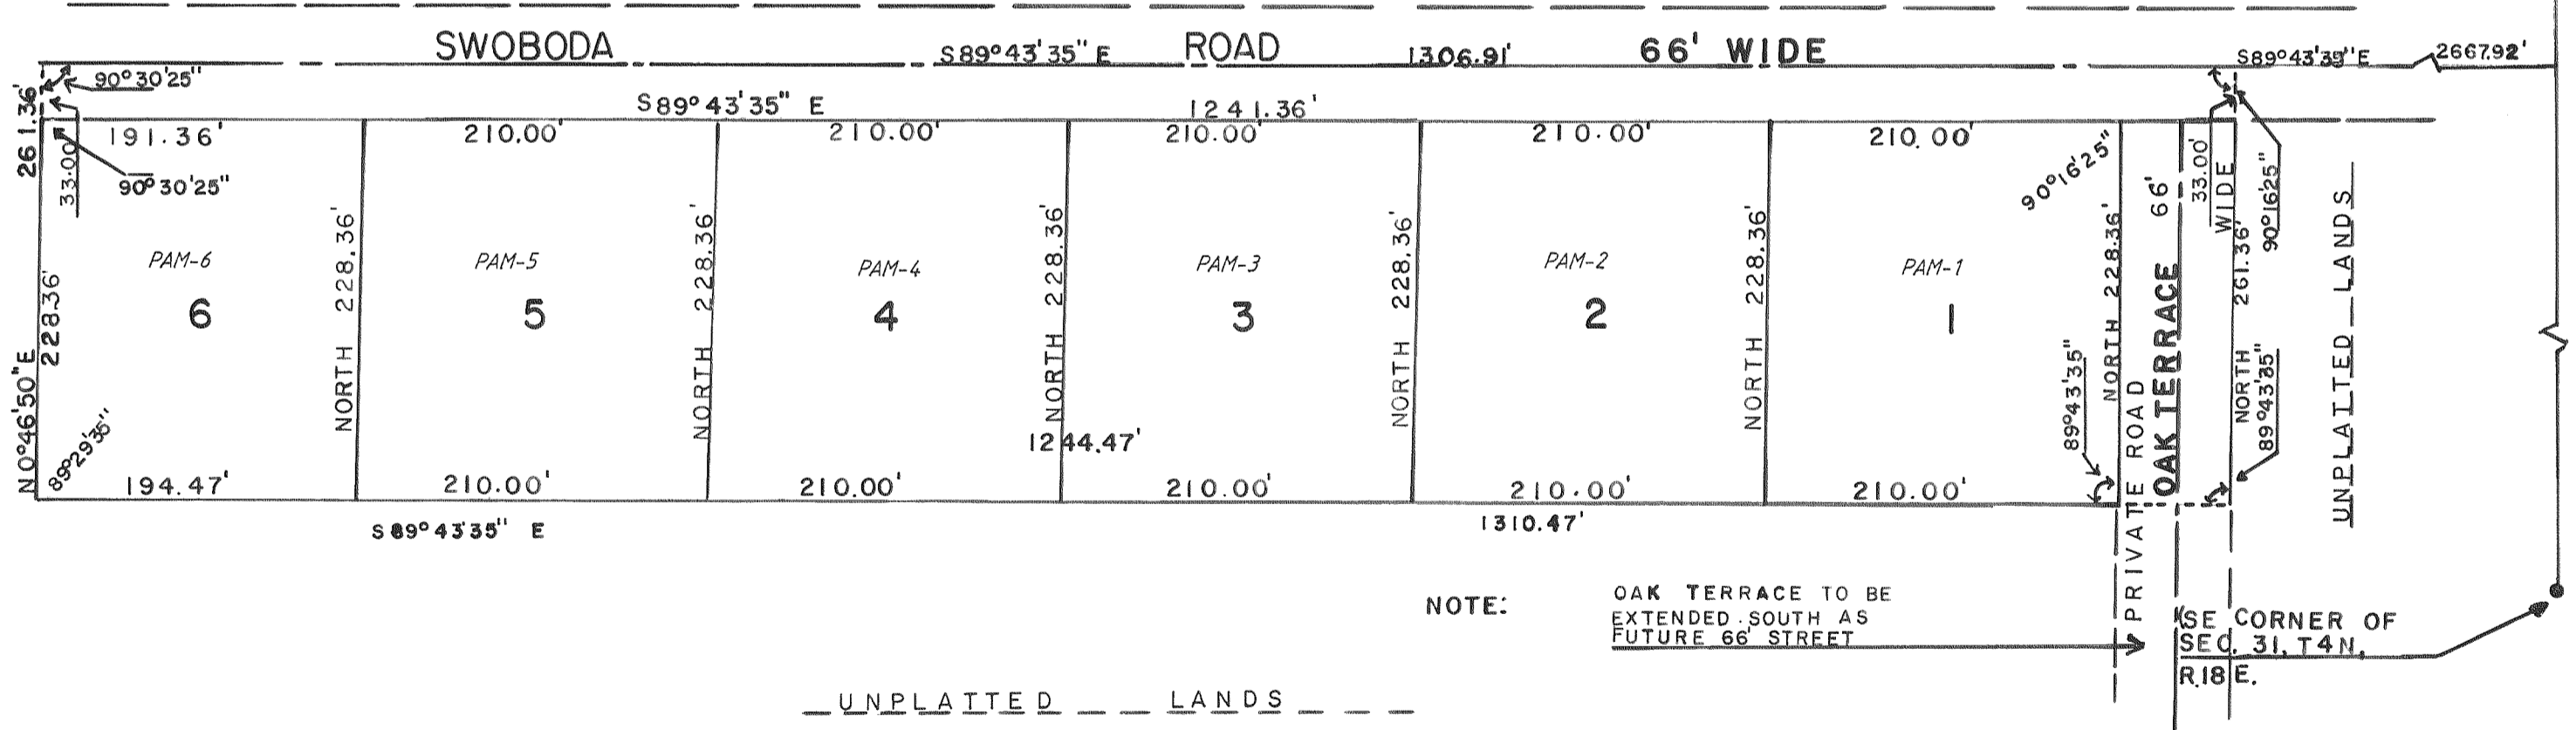 SWOBODA S89°43'35" E ROAD 1306.91' 66' WIDE S89°43'35"E 2667.92'
90°30'25"
S89°43'35" E 1241.36'
191.36' 210.00' 210.00' 210.00' 210.00' 210.00'
261.36'
33.00'
90°30'25"
90°16'25"
33.00'
90°16'25"
N0°46'50"E
228.36'
NORTH 228.36'
NORTH 228.36'
NORTH 228.36'
NORTH 228.36'
NORTH 228.36'
NORTH 228.36'
PAM-6 PAM-5 PAM-4 PAM-3 PAM-2 PAM-1
6 5 4 3 2 1
OAK TERRACE 66'
WIDE
NORTH 261.36'
UNPLATTED LANDS
89°29'35"
89°43'35"
89°43'35"
PRIVATE ROAD
1244.47'
194.47' 210.00' 210.00' 210.00' 210.00' 210.00'
S89°43'35" E 1310.47'
NOTE: OAK TERRACE TO BE
EXTENDED SOUTH AS
FUTURE 66' STREET
SE CORNER OF
SEC. 31, T4N,
R.18E.
UNPLATTED LANDS